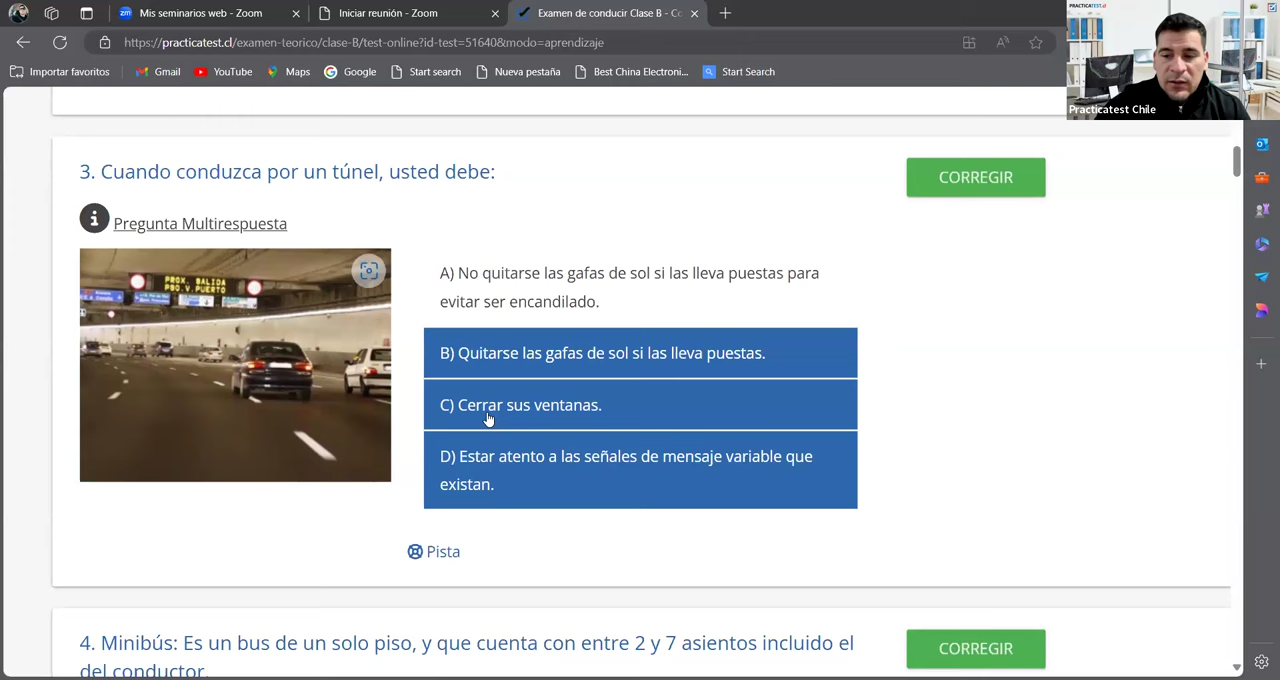 Mis seminarios web - Zoom
Iniciar reunión - Zoom
Examen de conducir Clase B - Co
https://practicatest.cl/examen-teorico/clase-B/test-online?id-test=51640&modo=aprendizaje
Importar favoritos
Gmail
YouTube
Maps
Google
Start search
Nueva pestaña
Best China Electroni...
Start Search
PRACTICATEST.cl
Practicatest Chile
3. Cuando conduzca por un túnel, usted debe:
CORREGIR
Pregunta Multirespuesta
PROX. SALIDA
A) No quitarse las gafas de sol si las lleva puestas para
evitar ser encandilado.
B) Quitarse las gafas de sol si las lleva puestas.
C) Cerrar sus ventanas.
D) Estar atento a las señales de mensaje variable que
existan.
Pista
4. Minibús: Es un bus de un solo piso, y que cuenta con entre 2 y 7 asientos incluido el
del conductor.
CORREGIR